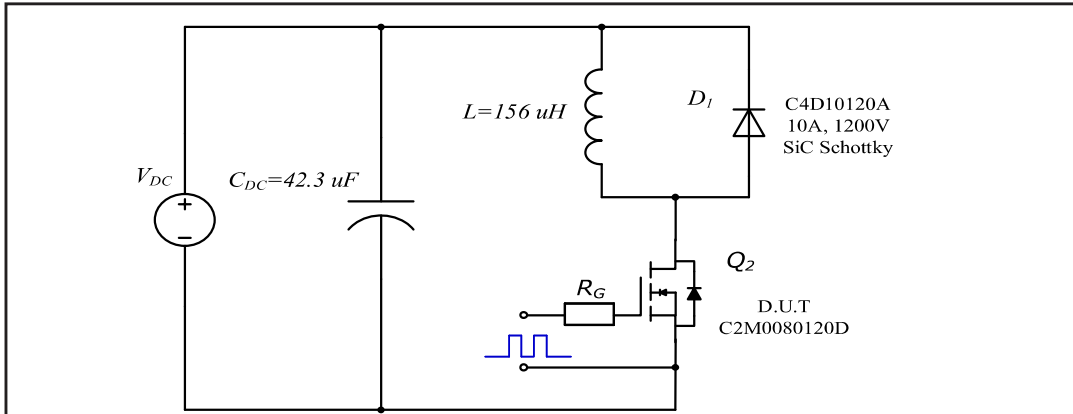 L=156 uH
D1
C4D10120A
10A, 1200V
SiC Schottky
VDC
CDC=42.3 uF
+
−
Q2
RG
D.U.T
C2M0080120D